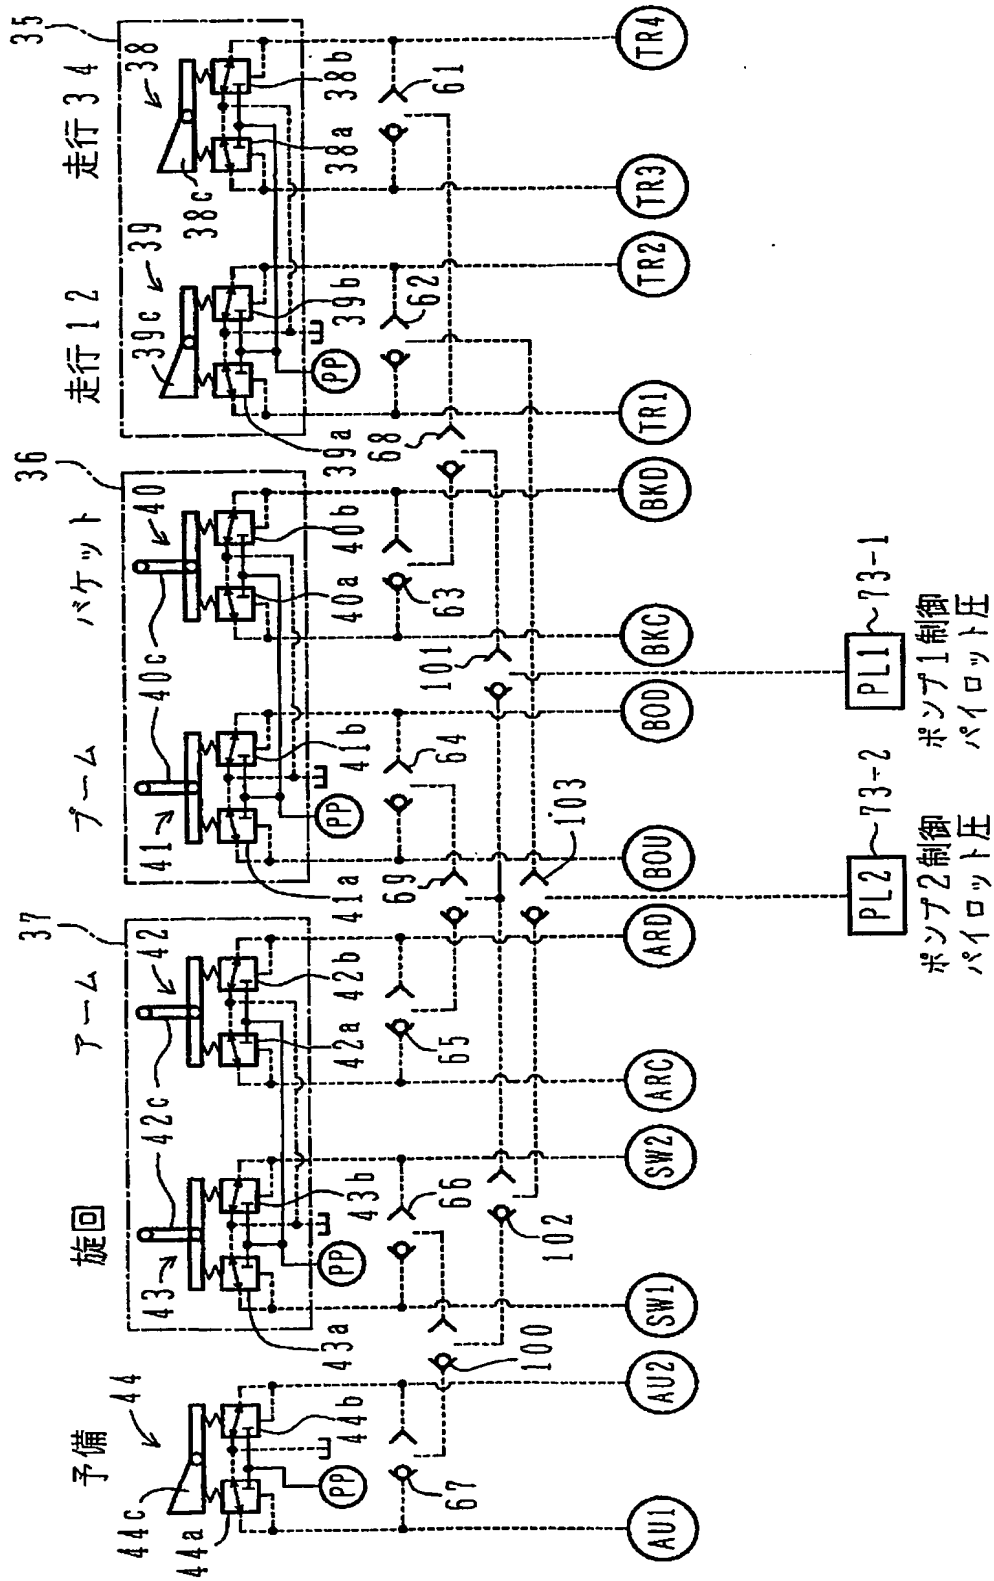 35
走行34
38
38b
38a
38c
61
TR4
TR3
走行12
39
39c
39b
39a
PP
62
68
TR2
TR1
36
バケット
40
40b
40a
40c
63
101
BKD
BKC
ブーム
41
41b
41a
PP
64
69
103
BOD
BOU
PL1
73-1
ポンプ1制御
パイロット圧
PL2
73-2
ポンプ2制御
パイロット圧
37
アーム
42
42b
42a
42c
65
ARD
ARC
旋回
43
43b
43a
PP
66
102
100
SW2
SW1
予備
44
44c
44b
44a
PP
67
AU2
AU1